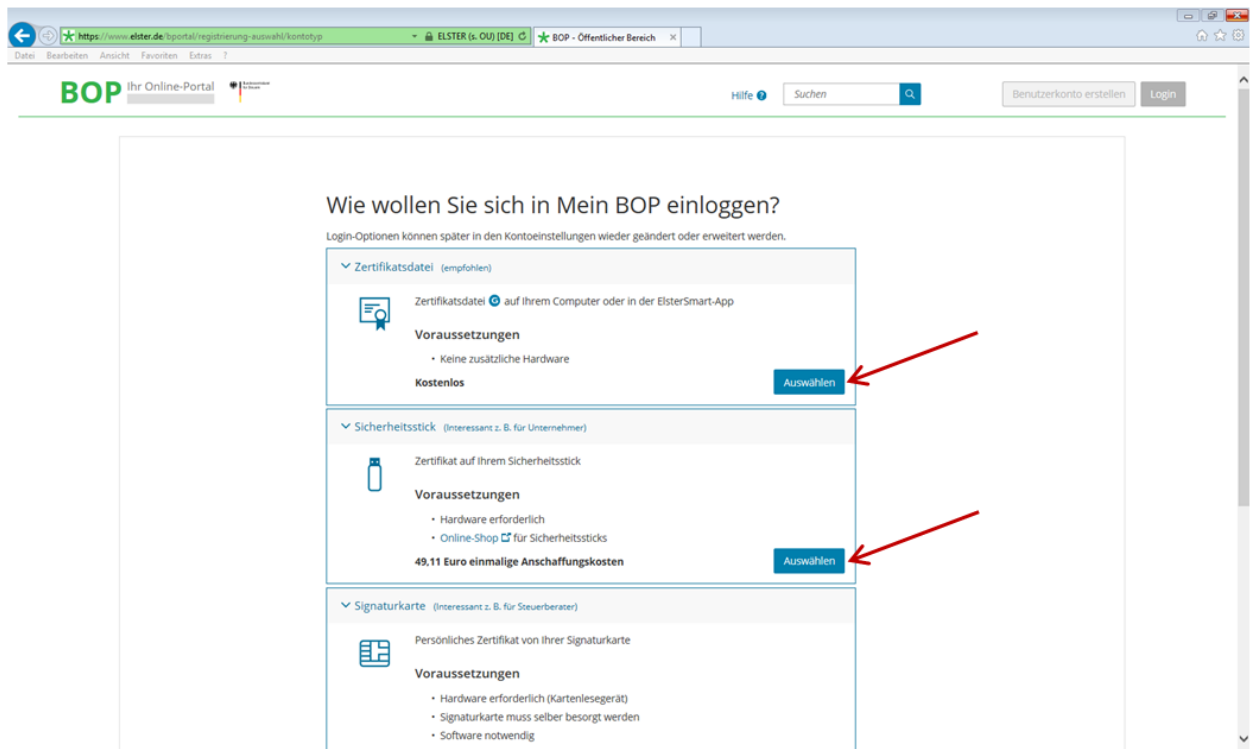 https://www.elster.de/bportal/registrierung-auswahl/kontotyp
ELSTER (s. OU) [DE]
BOP - Öffentlicher Bereich
Datei Bearbeiten Ansicht Favoriten Extras ?
BOP Ihr Online-Portal
Hilfe
Suchen
Benutzerkonto erstellen
Login
Wie wollen Sie sich in Mein BOP einloggen?
Login-Optionen können später in den Kontoeinstellungen wieder geändert oder erweitert werden.
Zertifikatsdatei (empfohlen)
Zertifikatsdatei G auf Ihrem Computer oder in der ElsterSmart-App
Voraussetzungen
• Keine zusätzliche Hardware
Kostenlos
Auswählen
Sicherheitsstick (Interessant z. B. für Unternehmer)
Zertifikat auf Ihrem Sicherheitsstick
Voraussetzungen
• Hardware erforderlich
• Online-Shop für Sicherheitssticks
49,11 Euro einmalige Anschaffungskosten
Auswählen
Signaturkarte (Interessant z. B. für Steuerberater)
Persönliches Zertifikat von Ihrer Signaturkarte
Voraussetzungen
• Hardware erforderlich (Kartenlesegerät)
• Signaturkarte muss selber besorgt werden
• Software notwendig